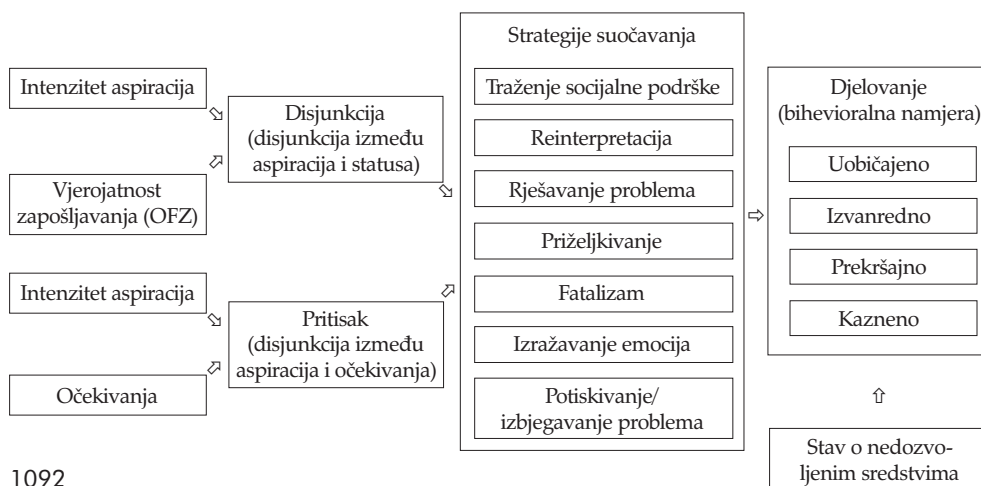 Strategije suočavanja
Intenzitet aspiracija
Vjerojatnost
zapošljavanja (OFZ)
Disjunkcija
(disjunkcija između
aspiracija i statusa)
Intenzitet aspiracija
Očekivanja
Pritisak
(disjunkcija između
aspiracija i očekivanja)
Traženje socijalne podrške
Reinterpretacija
Rješavanje problema
Priželjkivanje
Fatalizam
Izražavanje emocija
Potiskivanje/
izbjegavanje problema
Djelovanje
(bihevioralna namjera)
Uobičajeno
Izvanredno
Prekršajno
Kazneno
Stav o nedozvo-
ljenim sredstvima
1092